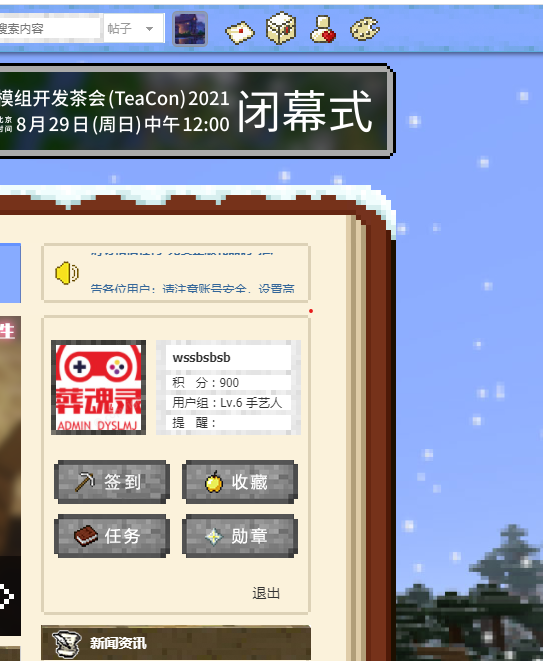 搜索内容
帖子
模组开发茶会(TeaCon)2021
北京时间 8月29日(周日)中午12:00
闭幕式
告各位用户：请注意账号安全，设置高
生
葬魂录
ADMIN DYSLMJ
wssbsbsb
积 分：900
用户组：Lv.6 手艺人
提 醒：
签到
收藏
任务
勋章
退出
新闻资讯